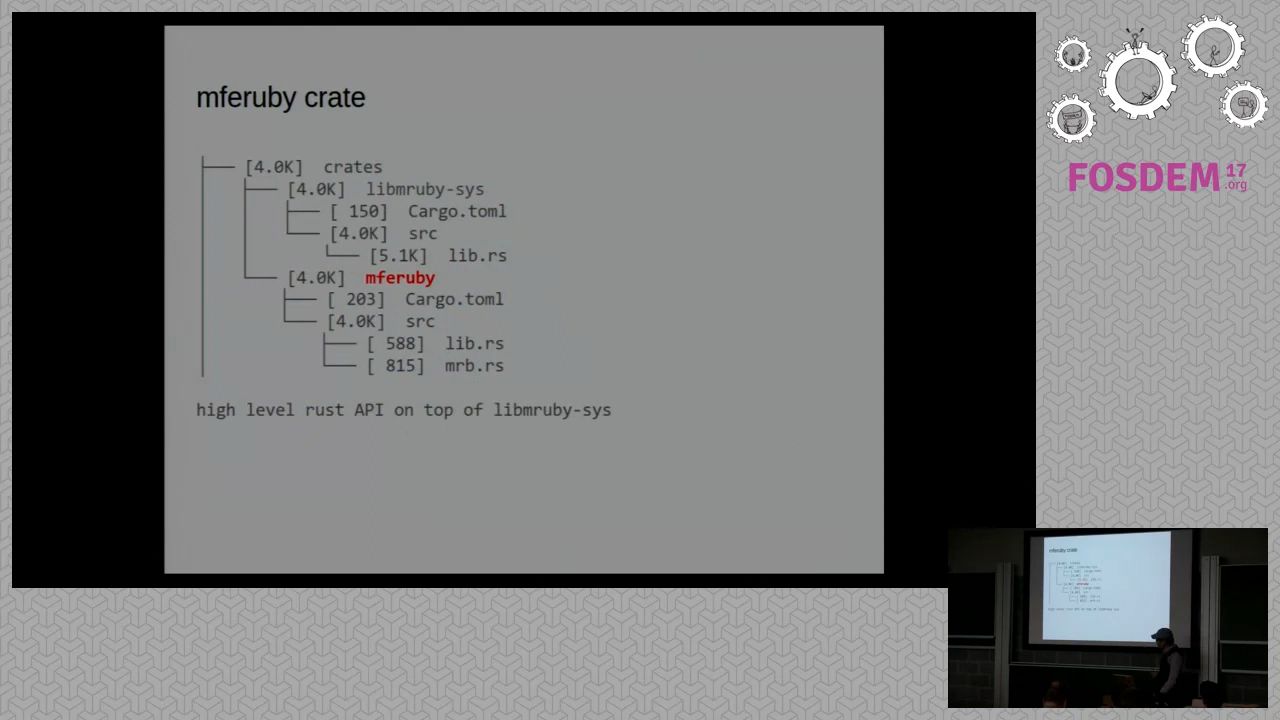 mferuby crate
├── [4.0K]  crates
│   ├── [4.0K]  libmruby-sys
│   │   ├── [ 150]  Cargo.toml
│   │   └── [4.0K]  src
│   │       └── [5.1K]  lib.rs
│   └── [4.0K]  mferuby
│       ├── [ 203]  Cargo.toml
│       └── [4.0K]  src
│           ├── [ 588]  lib.rs
│           └── [ 815]  mrb.rs
high level rust API on top of libmruby-sys
FOSDEM 17
.org
mferuby crate